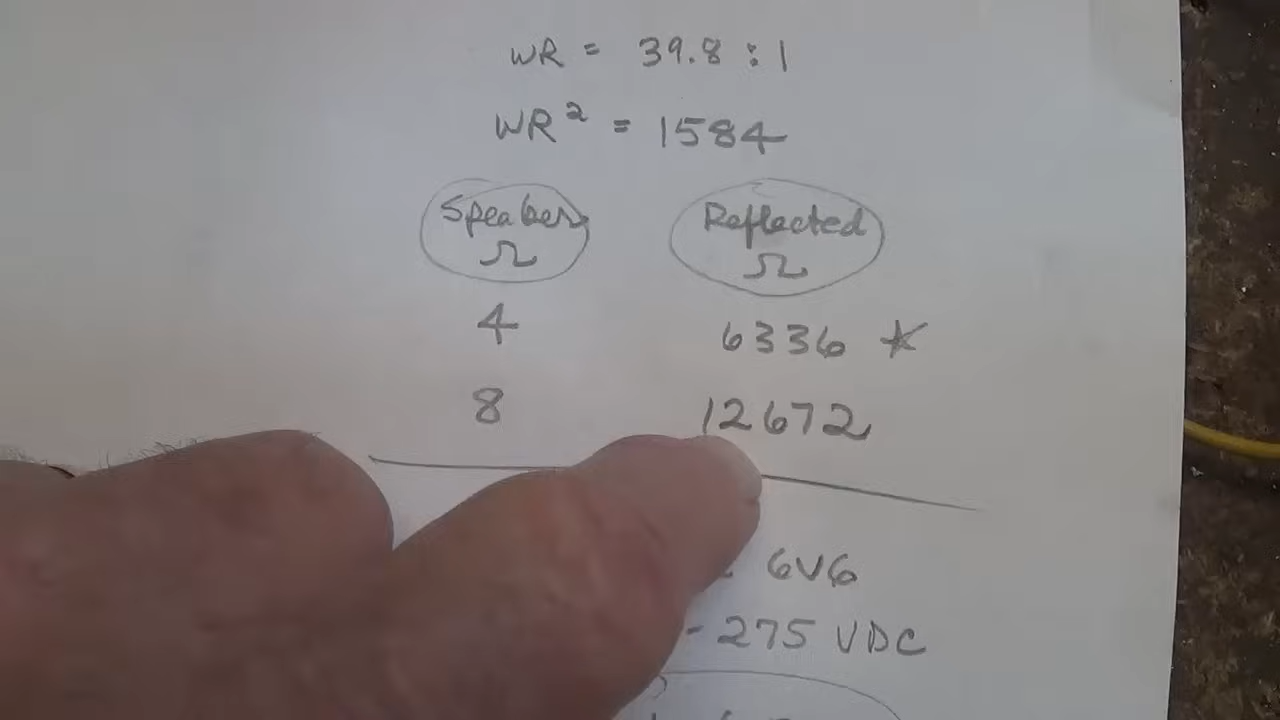 WR = 39.8 : 1
WR² = 1584
Speaker Reflected
Ω Ω
4 6336 *
8 12672
6V6
- 275 VDC